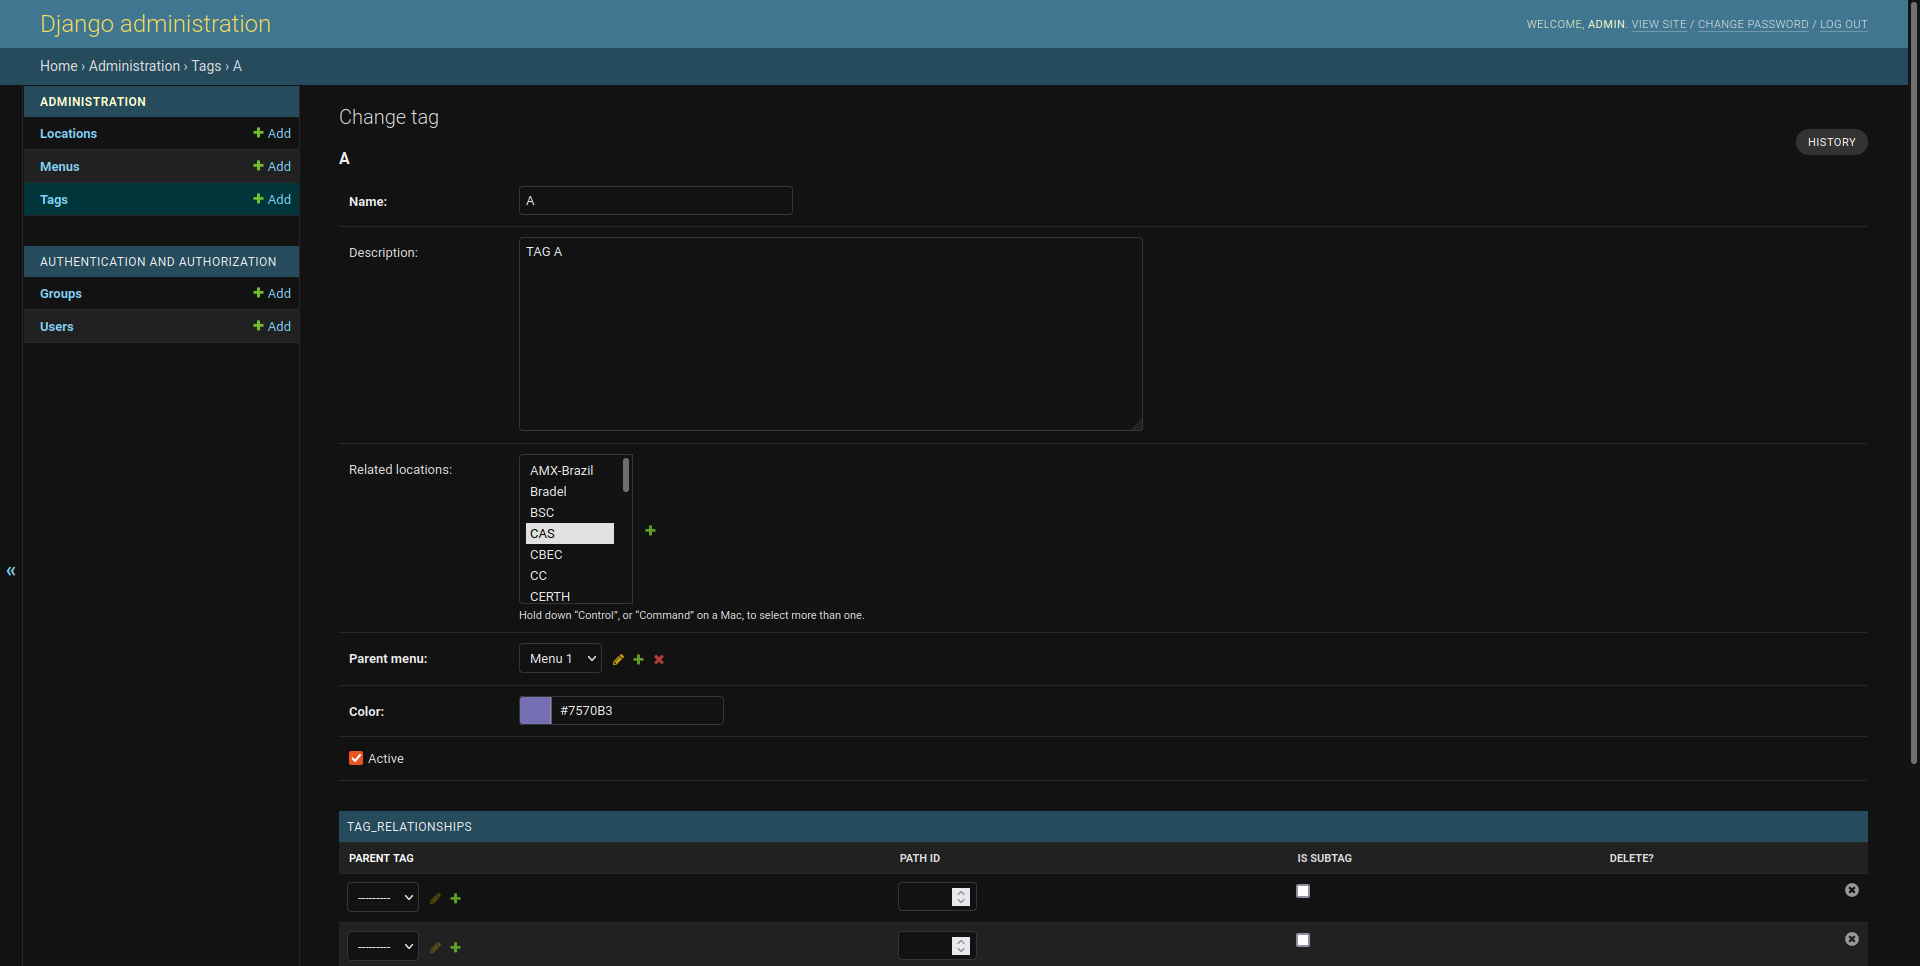 Django administration
WELCOME, ADMIN. VIEW SITE / CHANGE PASSWORD / LOG OUT
Home › Administration › Tags › A
ADMINISTRATION
Locations Add
Menus Add
Tags Add
AUTHENTICATION AND AUTHORIZATION
Groups Add
Users Add
«
Change tag
HISTORY
A
Name: A
Description: TAG A
Related locations:
AMX-Brazil
Bradel
BSC
CAS
CBEC
CC
CERTH
Hold down “Control”, or “Command” on a Mac, to select more than one.
Parent menu: Menu 1
Color: #7570B3
Active
TAG_RELATIONSHIPS
PARENT TAG PATH ID IS SUBTAG DELETE?
---------
---------